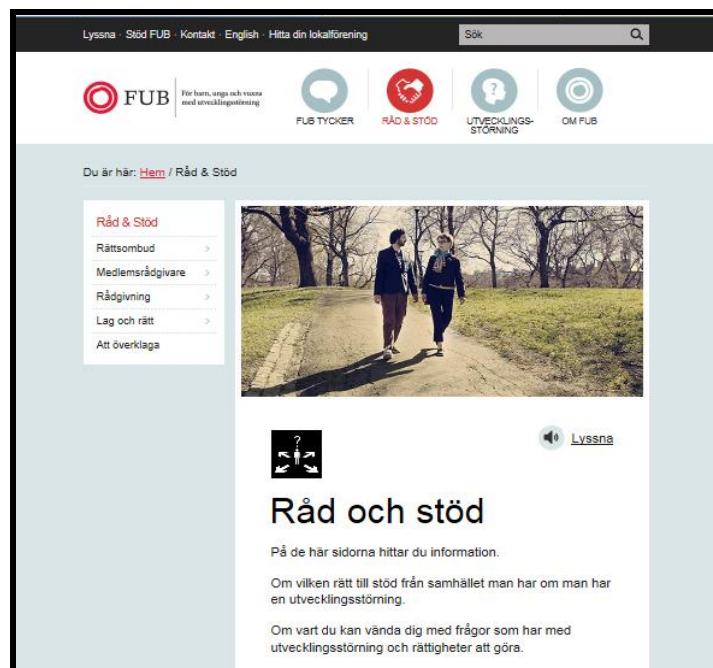 Lyssna · Stöd FUB · Kontakt · English · Hitta din lokalförening
Sök
FUB
För barn, unga och vuxna
med utvecklingsstörning
FUB TYCKER
RÅD & STÖD
UTVECKLINGS-
STÖRNING
OM FUB
Du är här: Hem / Råd & Stöd
Råd & Stöd
Rättsombud
Medlemsrådgivare
Rådgivning
Lag och rätt
Att överklaga
Lyssna
Råd och stöd
På de här sidorna hittar du information.
Om vilken rätt till stöd från samhället man har om man har
en utvecklingsstörning.
Om vart du kan vända dig med frågor som har med
utvecklingsstörning och rättigheter att göra.